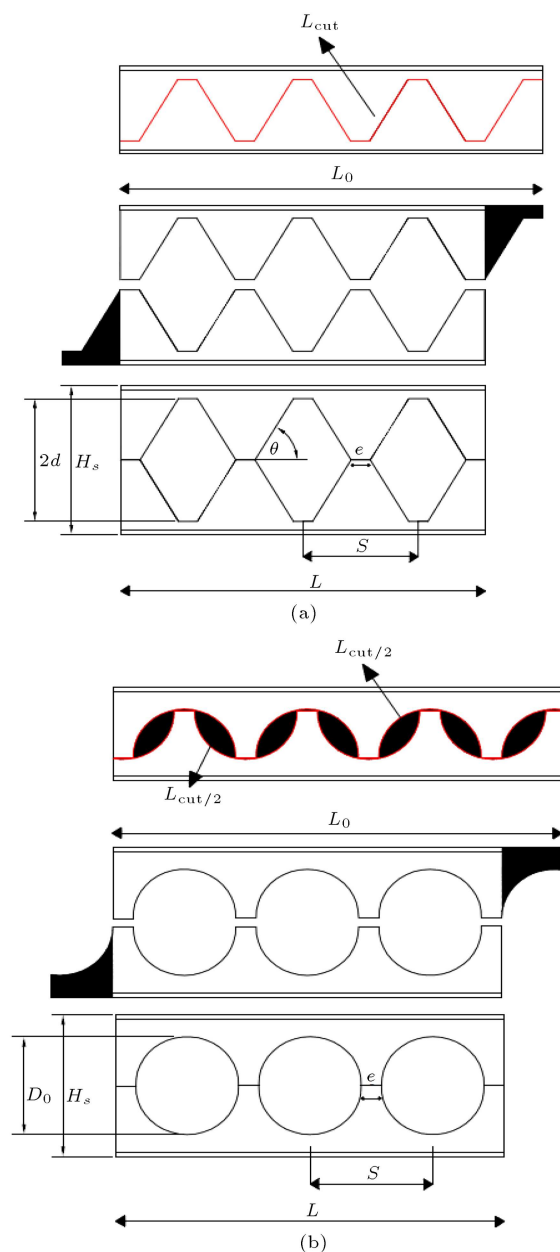 L_cut
L_0
2d
H_s
θ
e
S
L
(a)
L_cut/2
L_cut/2
L_0
D_0
H_s
e
S
L
(b)